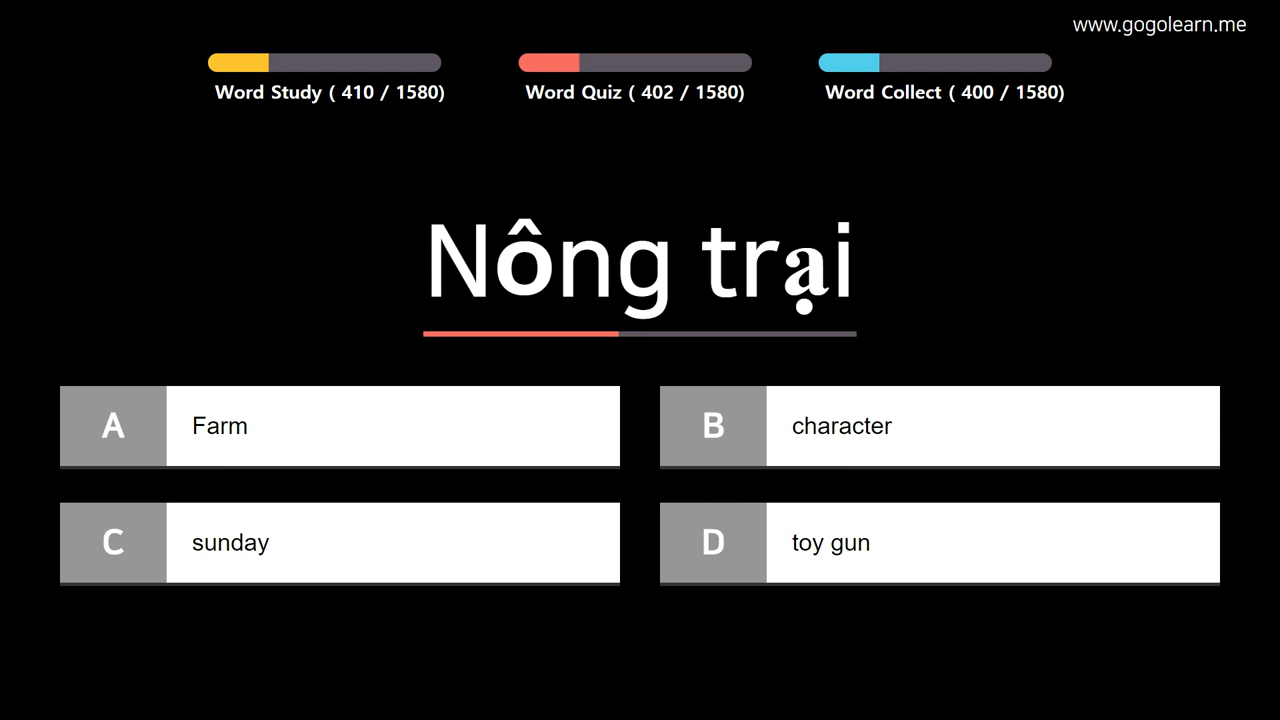 www.gogolearn.me
Word Study ( 410 / 1580)
Word Quiz ( 402 / 1580)
Word Collect ( 400 / 1580)
Nông trại
A Farm
B character
C sunday
D toy gun